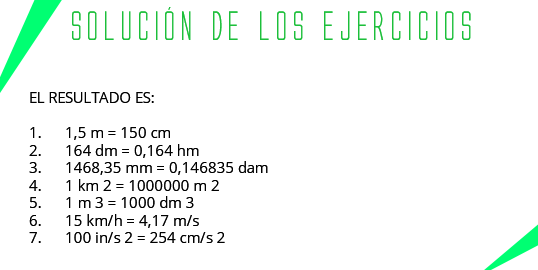 SOLUCIÓN DE LOS EJERCICIOS
EL RESULTADO ES:
1. 1,5 m = 150 cm
2. 164 dm = 0,164 hm
3. 1468,35 mm = 0,146835 dam
4. 1 km 2 = 1000000 m 2
5. 1 m 3 = 1000 dm 3
6. 15 km/h = 4,17 m/s
7. 100 in/s 2 = 254 cm/s 2